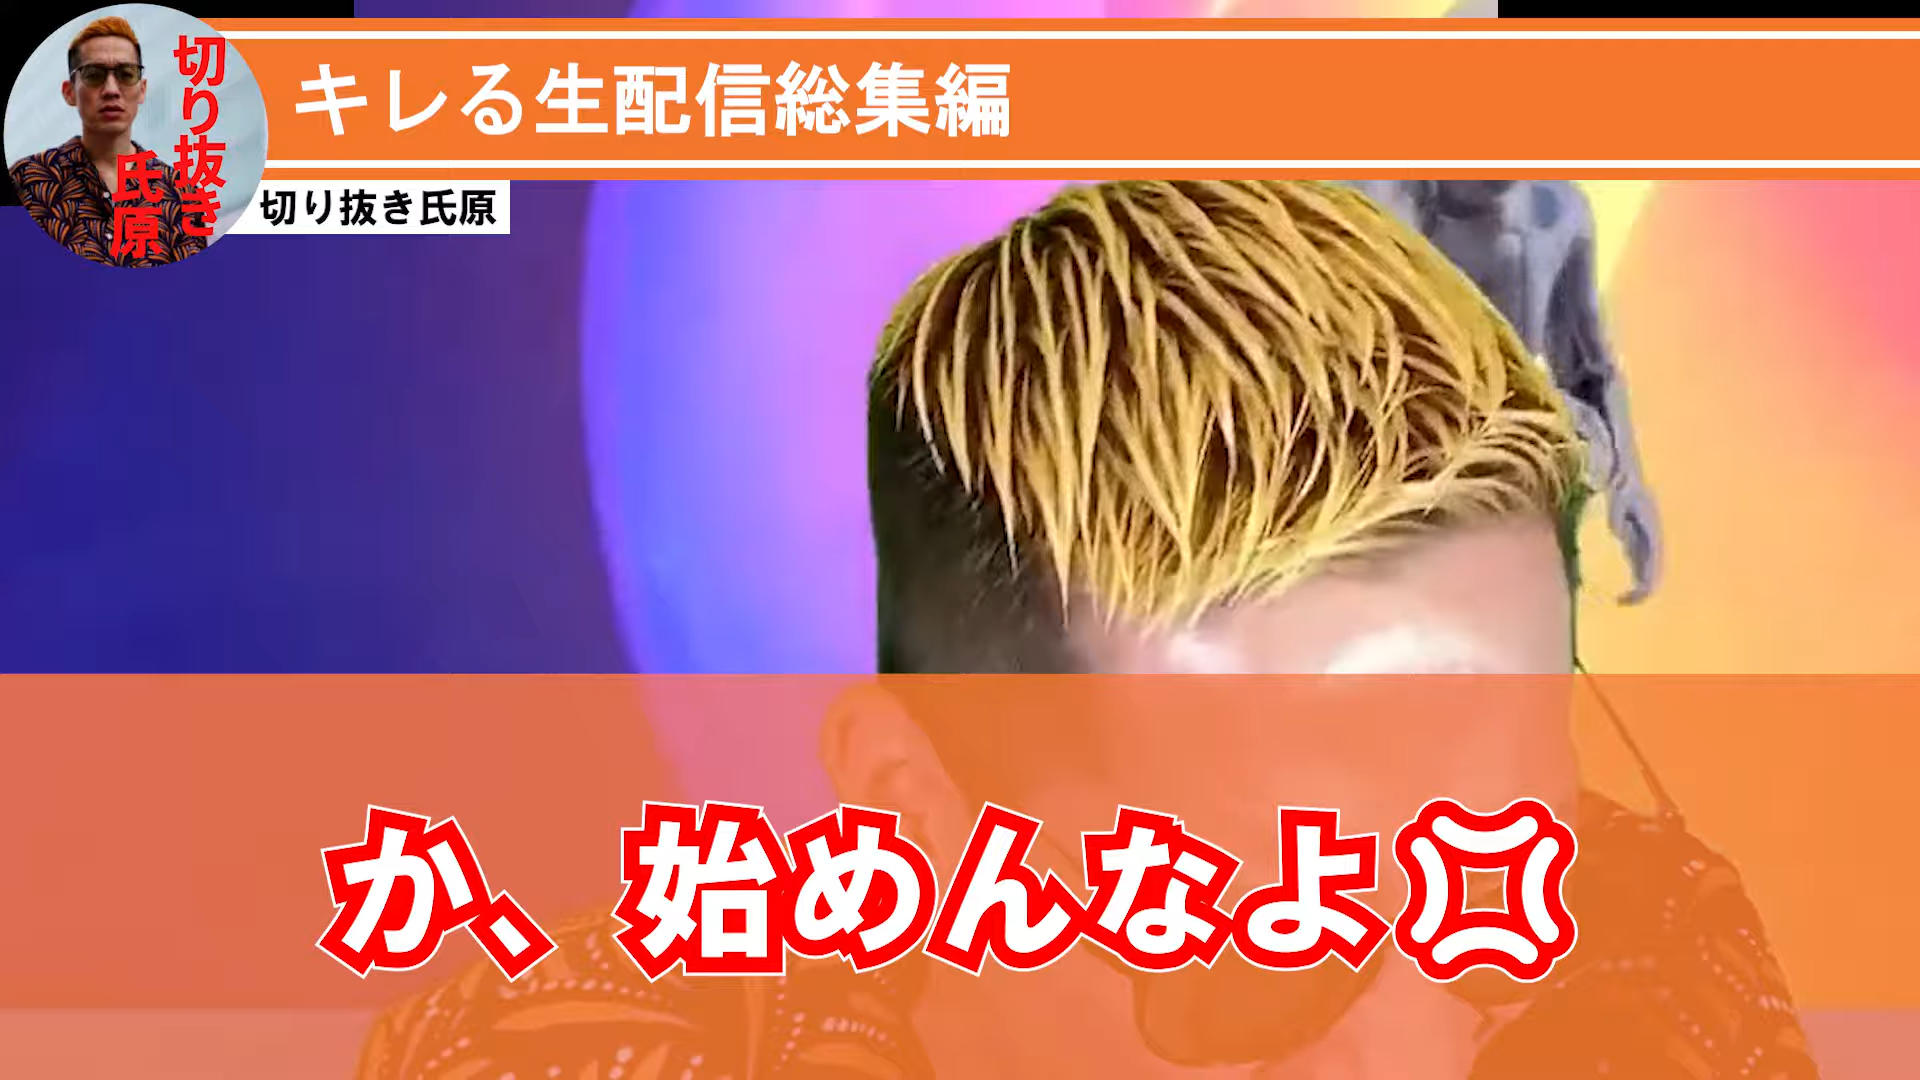 切り抜き
氏原
キレる生配信総集編
切り抜き氏原
か、始めんなよ💢